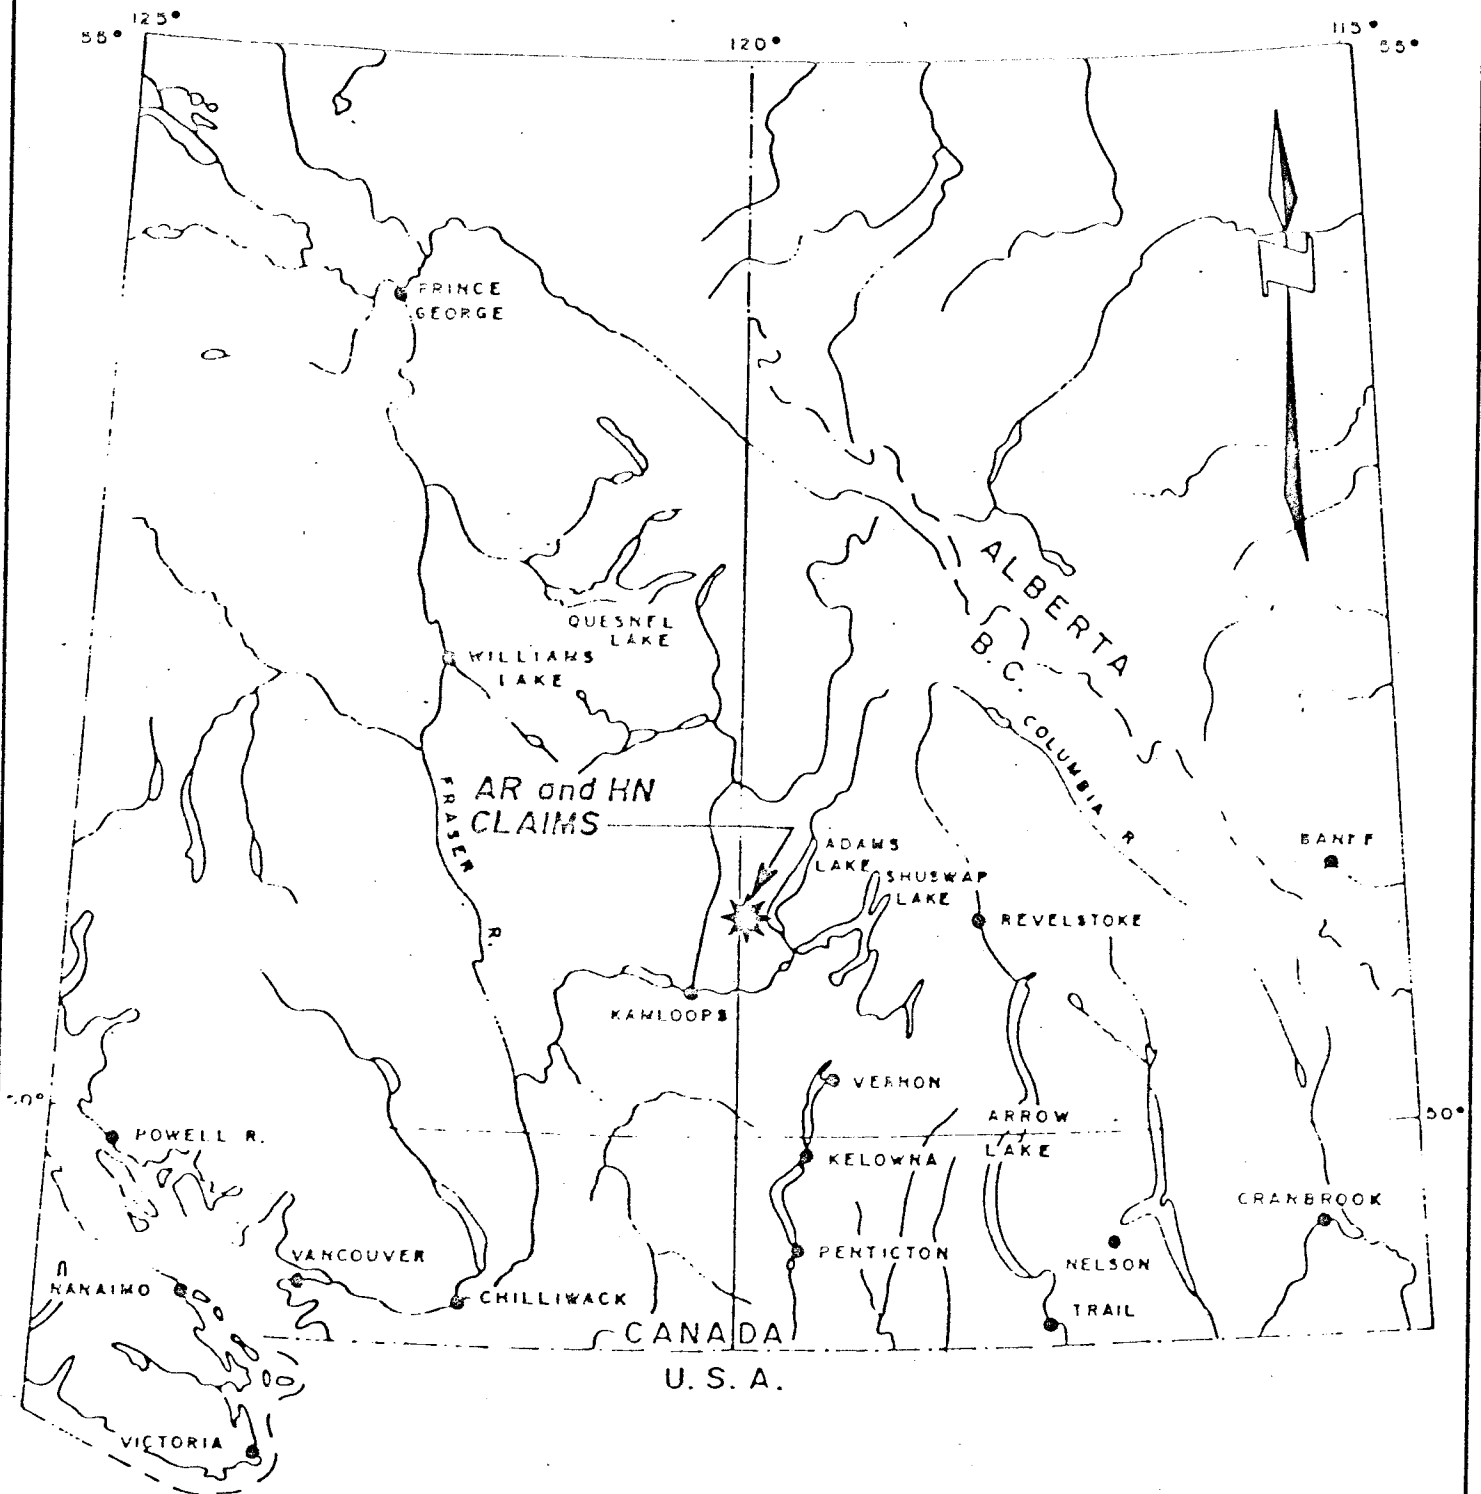 125°
55°
120°
115°
55°
PRINCE
GEORGE
ALBERTA
B.C.
QUESNEL
LAKE
WILLIAMS
LAKE
COLUMBIA R
FRASER R.
AR and HN
CLAIMS
ADAMS
LAKE
SHUSWAP
LAKE
BANFF
REVELSTOKE
KAMLOOPS
VERNON
50°
50°
POWELL R.
ARROW
LAKE
KELOWNA
CRANBROOK
VANCOUVER
PENTICTON
NELSON
NANAIMO
CHILLIWACK
TRAIL
CANADA
U.S.A.
VICTORIA